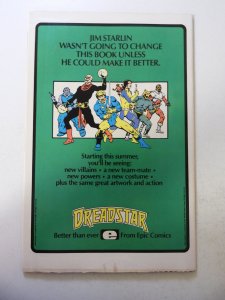 JIM STARLIN
WASN'T GOING TO CHANGE
THIS BOOK UNLESS
HE COULD MAKE IT BETTER.
Starting this summer,
you'll be seeing:
new villains • a new team-mate •
new powers • a new costume •
plus the same great artwork and action
DREADSTAR
Better than ever e From Epic Comics